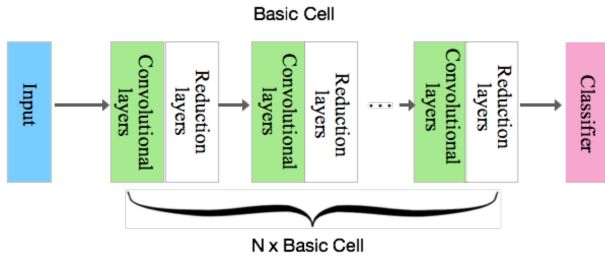 Basic Cell
Input
Convolutional
layers
Reduction
layers
Convolutional
layers
Reduction
layers
...
Convolutional
layers
Reduction
layers
Classifier
N x Basic Cell